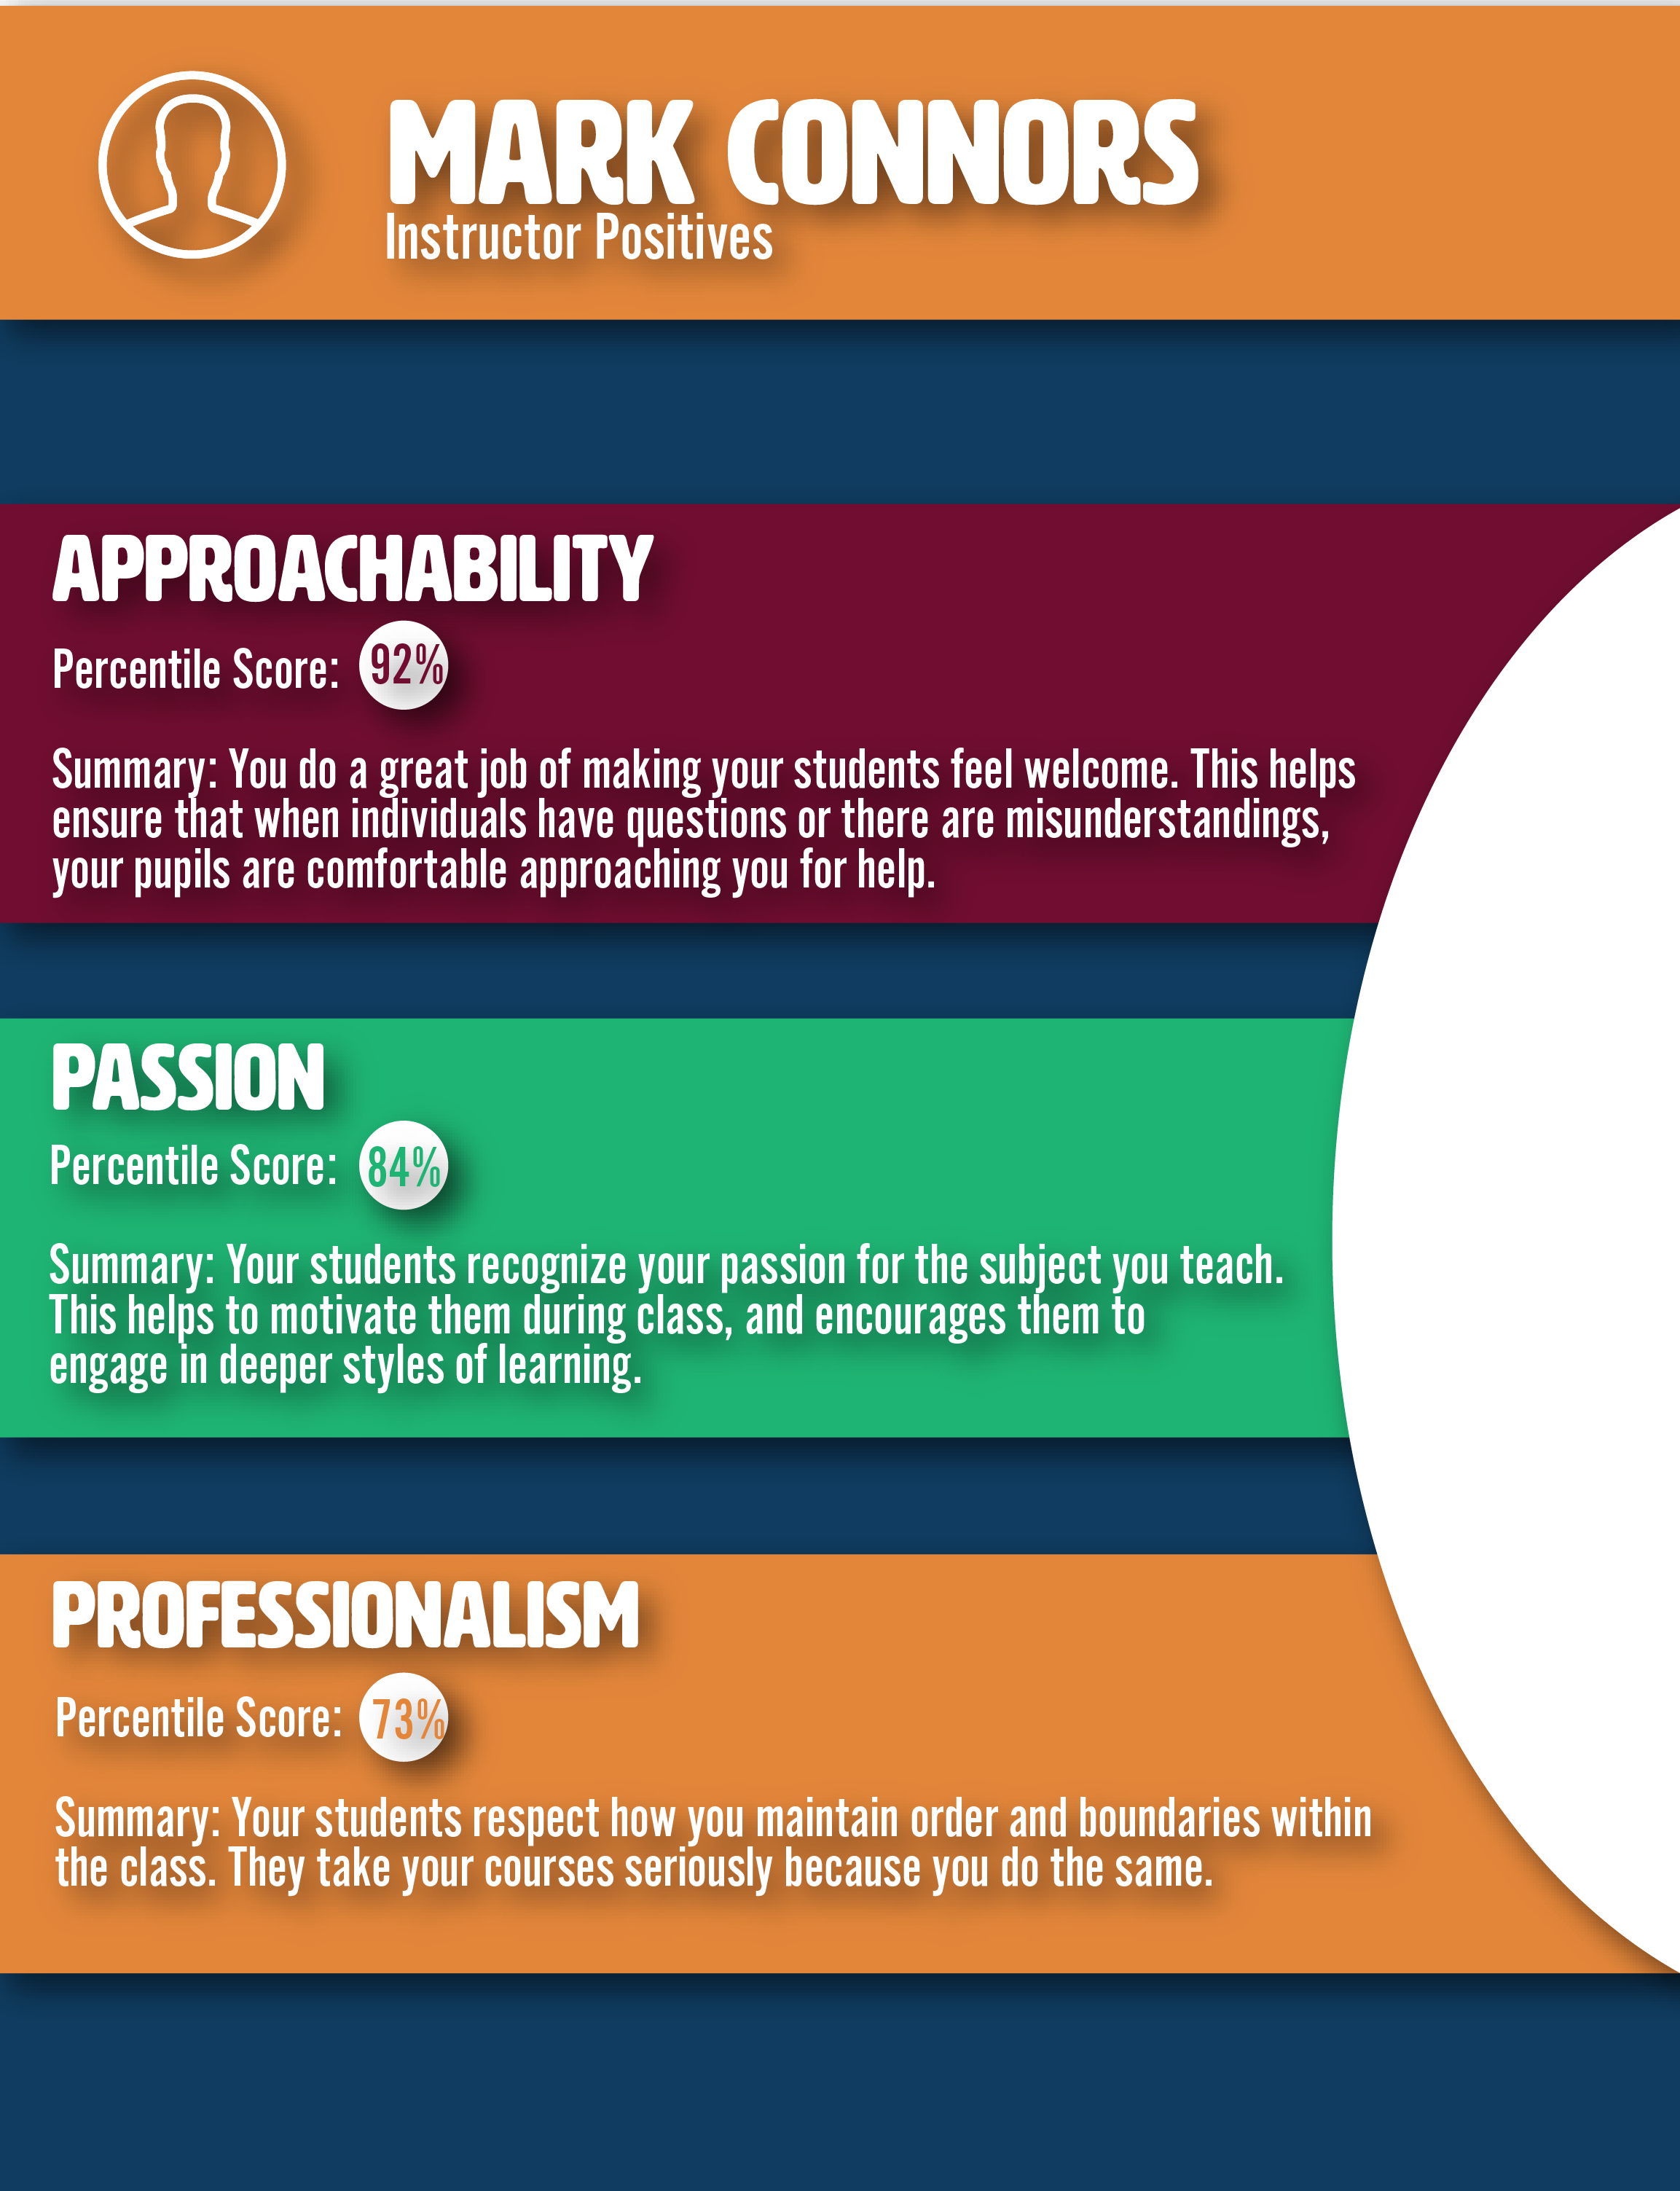 MARK CONNORS
Instructor Positives
APPROACHABILITY
Percentile Score: 92%
Summary: You do a great job of making your students feel welcome. This helps
ensure that when individuals have questions or there are misunderstandings,
your pupils are comfortable approaching you for help.
PASSION
Percentile Score: 84%
Summary: Your students recognize your passion for the subject you teach.
This helps to motivate them during class, and encourages them to
engage in deeper styles of learning.
PROFESSIONALISM
Percentile Score: 73%
Summary: Your students respect how you maintain order and boundaries within
the class. They take your courses seriously because you do the same.